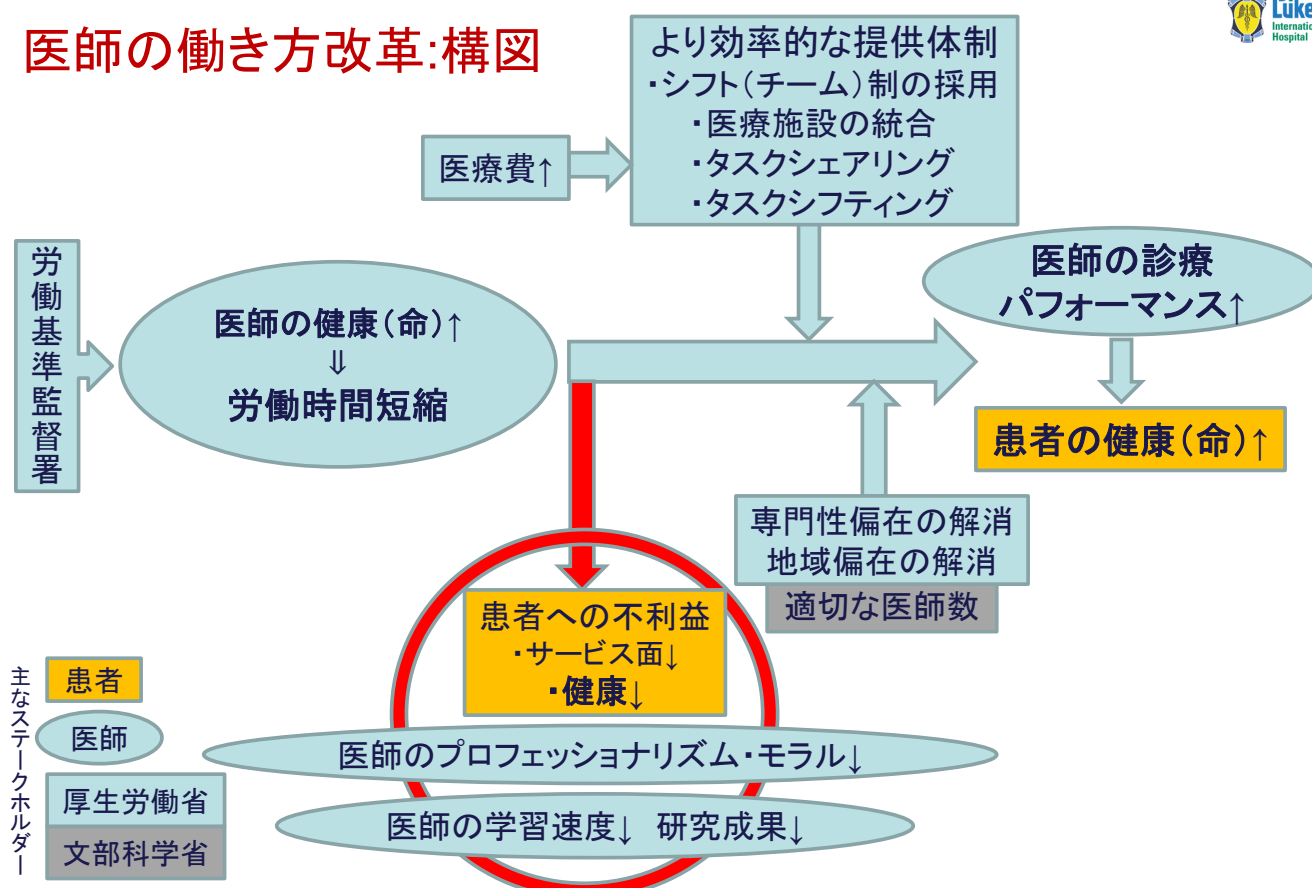 医師の働き方改革:構図
Luke
Internatio
Hospital
より効率的な提供体制
・シフト(チーム)制の採用
・医療施設の統合
・タスクシェアリング
・タスクシフティング
医療費↑
労働基準監督署
医師の健康(命)↑
⇓
労働時間短縮
医師の診療
パフォーマンス↑
患者の健康(命)↑
専門性偏在の解消
地域偏在の解消
適切な医師数
患者への不利益
・サービス面↓
・健康↓
医師のプロフェッショナリズム・モラル↓
医師の学習速度↓ 研究成果↓
主なステークホルダー
患者
医師
厚生労働省
文部科学省